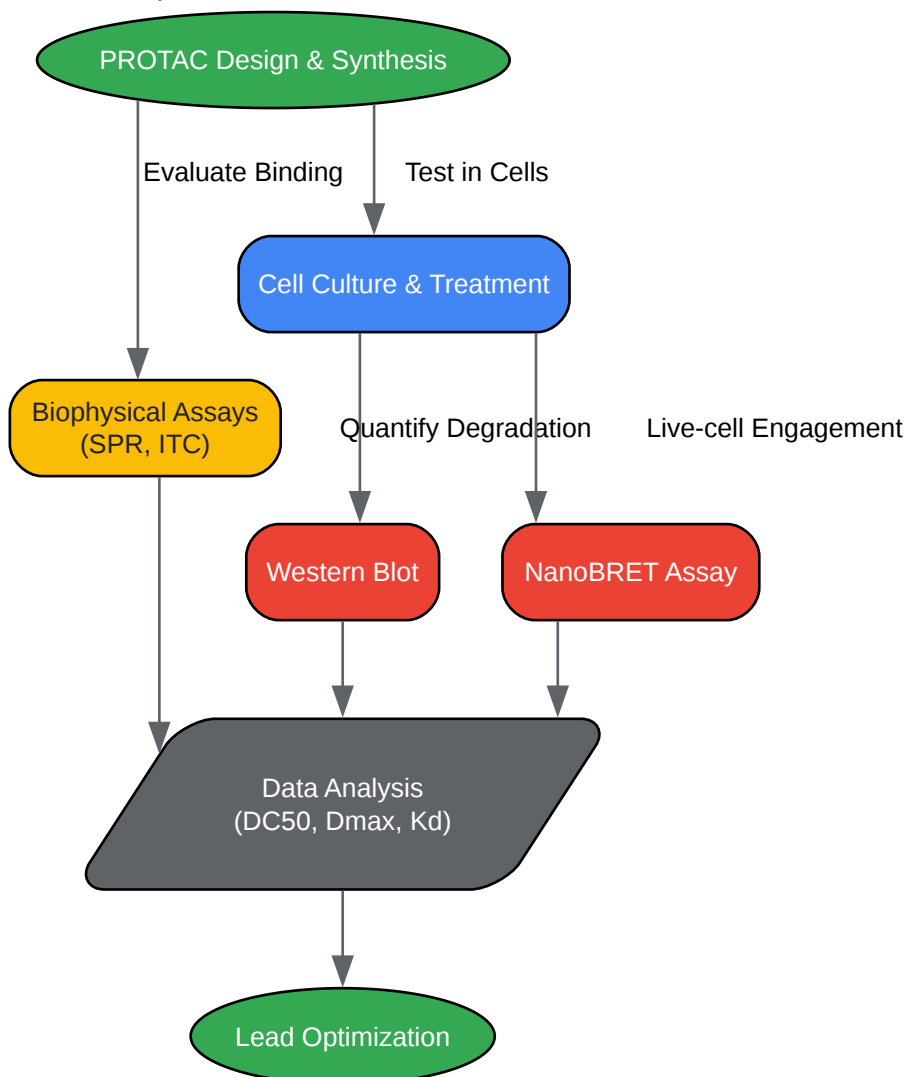 PROTAC Design & Synthesis
Evaluate Binding
Test in Cells
Cell Culture & Treatment
Biophysical Assays
(SPR, ITC)
Quantify Degradation
Live-cell Engagement
Western Blot
NanoBRET Assay
Data Analysis
(DC50, Dmax, Kd)
Lead Optimization